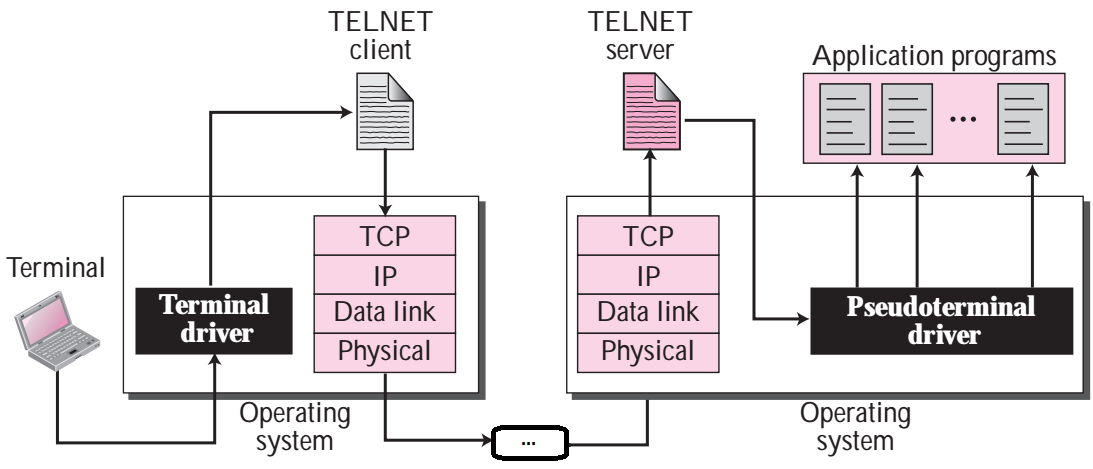 TELNET
client
TELNET
server
Application programs
...
TCP
IP
Data link
Physical
TCP
IP
Data link
Physical
Terminal
Terminal
driver
Pseudoterminal
driver
Operating
system
...
Operating
system